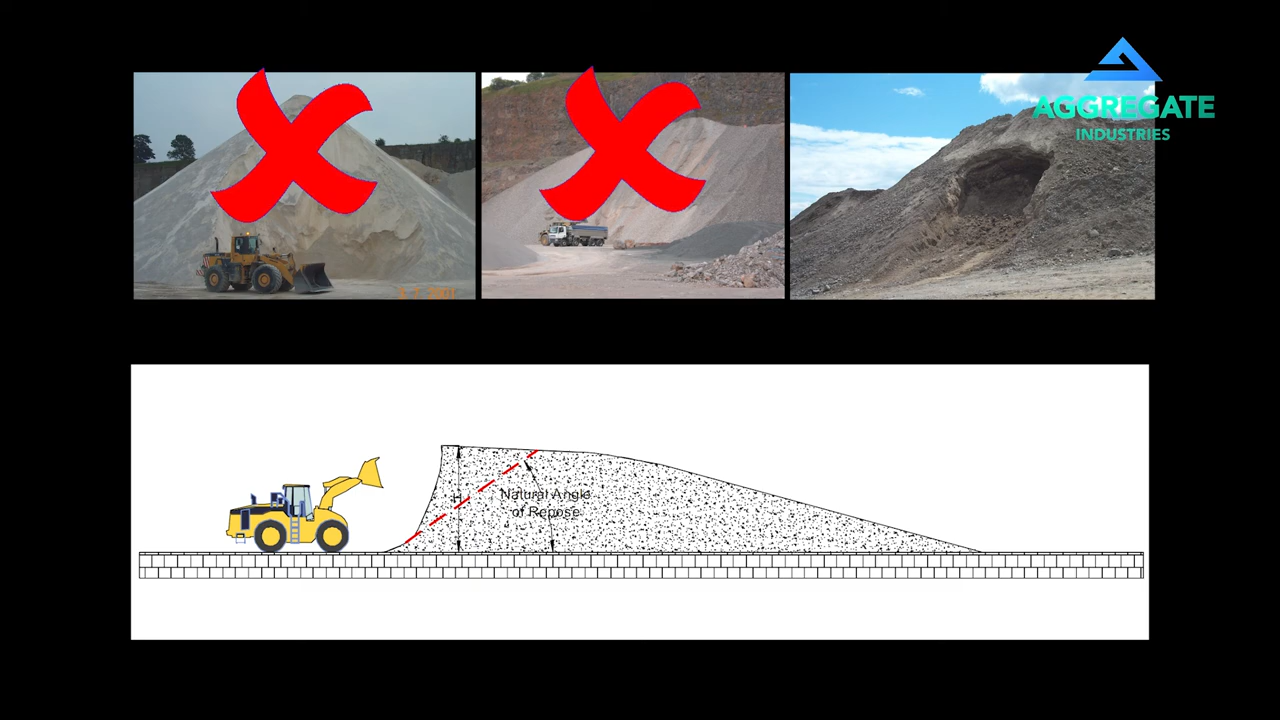 AGGREGATE
INDUSTRIES
H
Natural Angle
of Repose